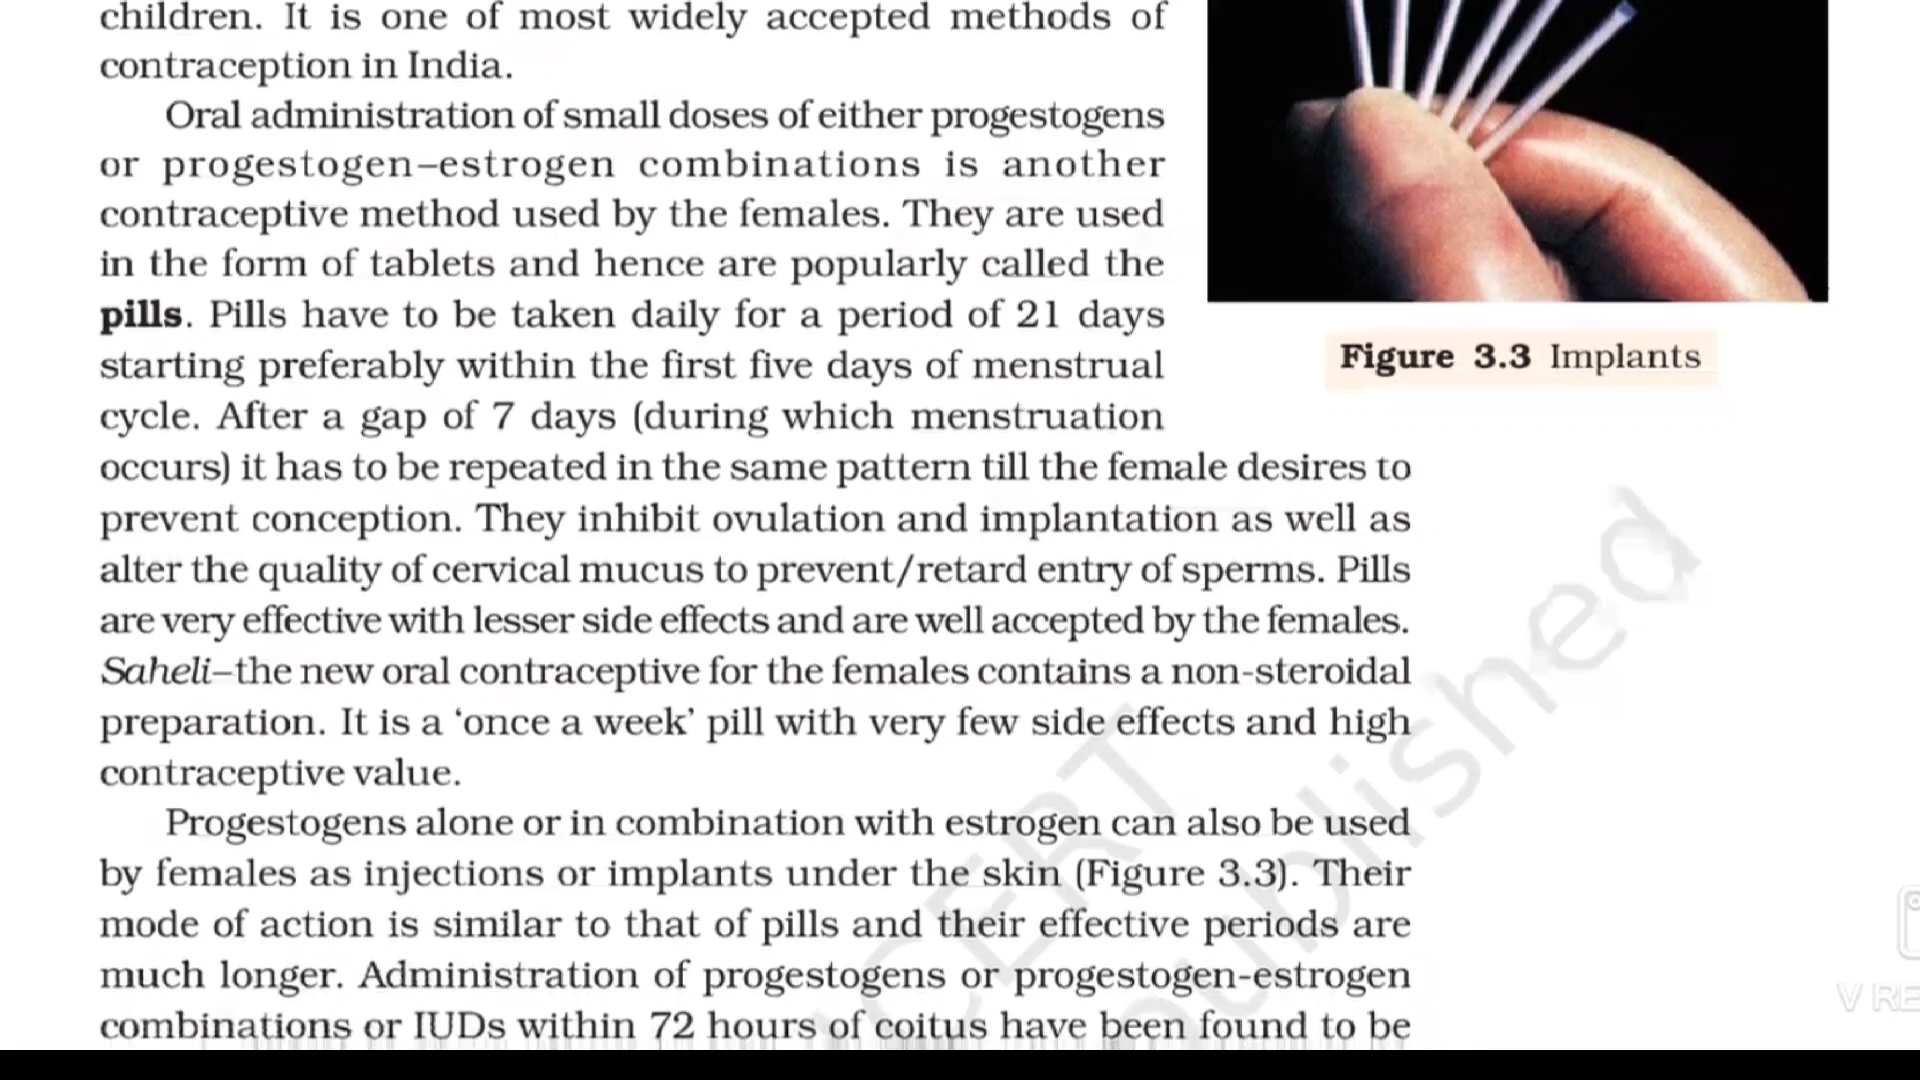 children. It is one of most widely accepted methods of
contraception in India.
Oral administration of small doses of either progestogens
or progestogen–estrogen combinations is another
contraceptive method used by the females. They are used
in the form of tablets and hence are popularly called the
pills. Pills have to be taken daily for a period of 21 days
starting preferably within the first five days of menstrual
cycle. After a gap of 7 days (during which menstruation
occurs) it has to be repeated in the same pattern till the female desires to
prevent conception. They inhibit ovulation and implantation as well as
alter the quality of cervical mucus to prevent/retard entry of sperms. Pills
are very effective with lesser side effects and are well accepted by the females.
Saheli–the new oral contraceptive for the females contains a non-steroidal
preparation. It is a ‘once a week’ pill with very few side effects and high
contraceptive value.
Progestogens alone or in combination with estrogen can also be used
by females as injections or implants under the skin (Figure 3.3). Their
mode of action is similar to that of pills and their effective periods are
much longer. Administration of progestogens or progestogen-estrogen
combinations or IUDs within 72 hours of coitus have been found to be
Figure 3.3 Implants